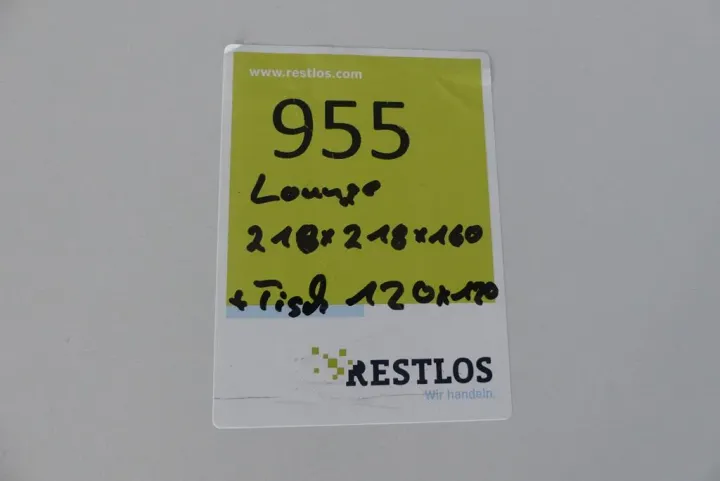 www.restlos.com
955
Lounge
218x218x160
+Tisch 120x120
RESTLOS
Wir handeln.